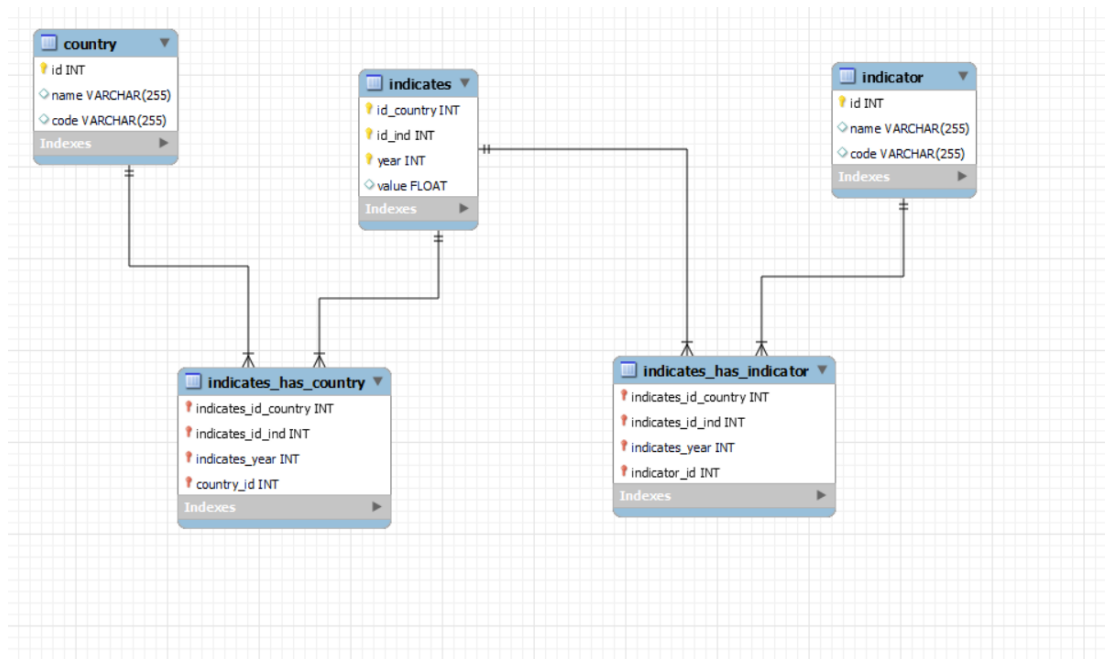 country
id INT
name VARCHAR(255)
code VARCHAR(255)
Indexes
indicates
id_country INT
id_ind INT
year INT
value FLOAT
Indexes
indicator
id INT
name VARCHAR(255)
code VARCHAR(255)
Indexes
indicates_has_country
indicates_id_country INT
indicates_id_ind INT
indicates_year INT
country_id INT
Indexes
indicates_has_indicator
indicates_id_country INT
indicates_id_ind INT
indicates_year INT
indicator_id INT
Indexes